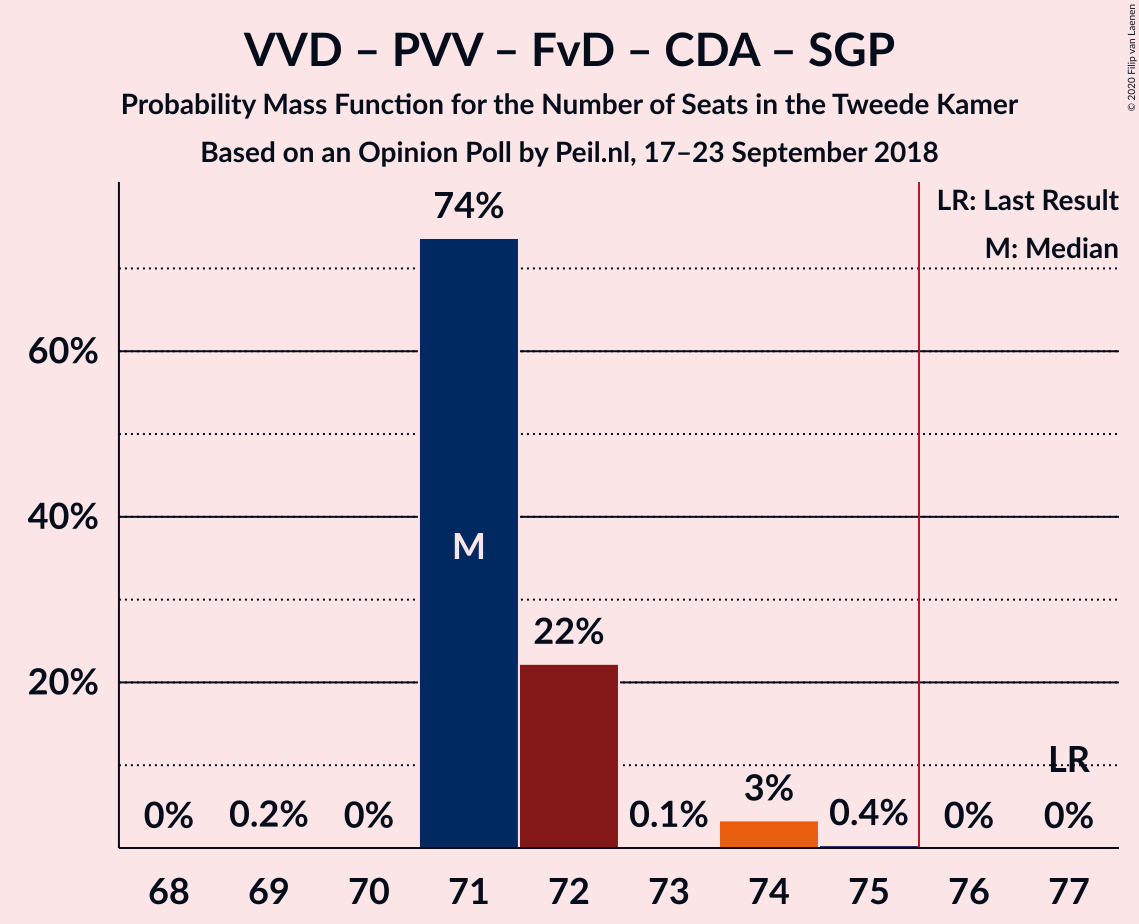 VVD – PVV – FvD – CDA – SGP
Probability Mass Function for the Number of Seats in the Tweede Kamer
Based on an Opinion Poll by Peil.nl, 17–23 September 2018
© 2020 Filip van Laenen
LR: Last Result
M: Median
74%
60%
40%
M
22%
20%
LR
0%
0.2%
0%
0.1%
3%
0.4%
0%
0%
68
69
70
71
72
73
74
75
76
77